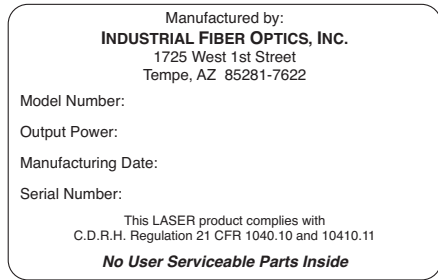 Manufactured by:
INDUSTRIAL FIBER OPTICS, INC.
1725 West 1st Street
Tempe, AZ 85281-7622
Model Number:
Output Power:
Manufacturing Date:
Serial Number:
This LASER product complies with
C.D.R.H. Regulation 21 CFR 1040.10 and 10410.11
No User Serviceable Parts Inside